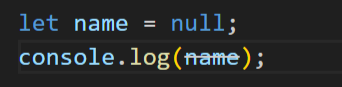 let name = null;
console.log(name);